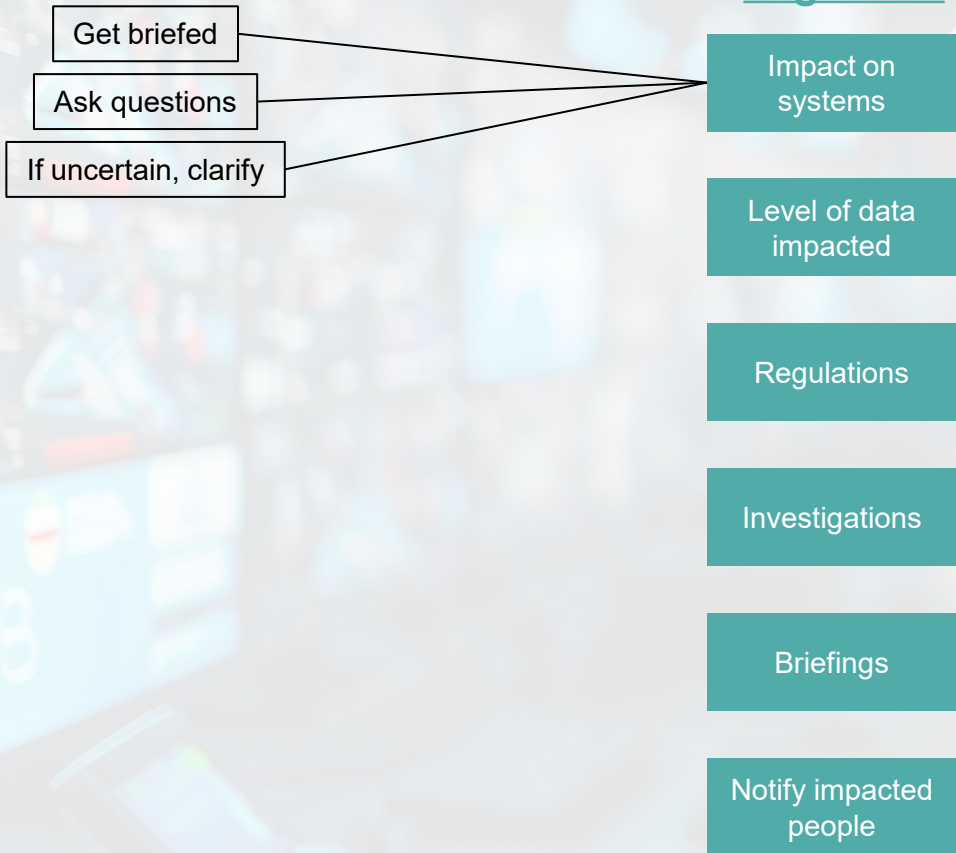 Get briefed
Ask questions
If uncertain, clarify
Impact on
systems
Level of data
impacted
Regulations
Investigations
Briefings
Notify impacted
people